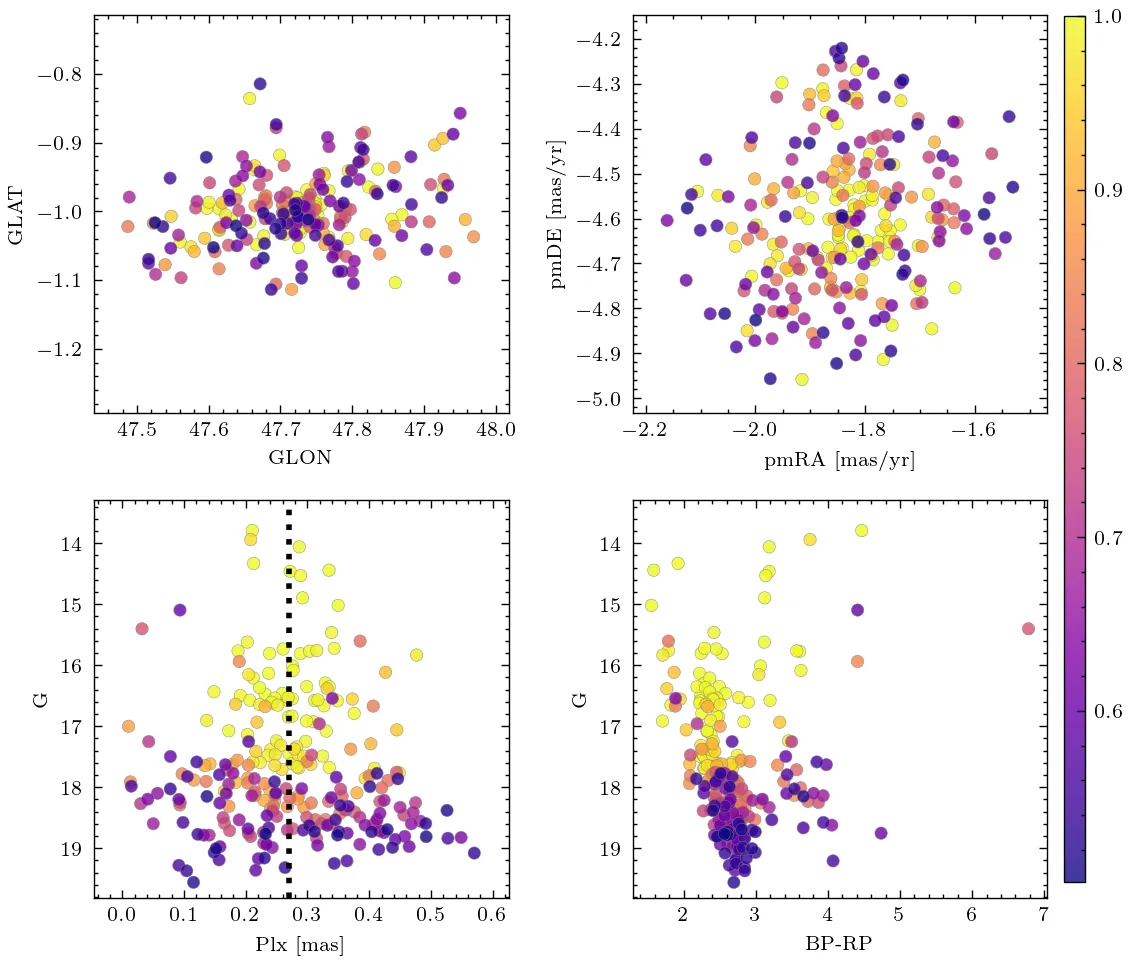 −0.8
−0.9
−1.0
−1.1
−1.2
GLAT
47.5 47.6 47.7 47.8 47.9 48.0
GLON
−4.2
−4.3
−4.4
−4.5
−4.6
−4.7
−4.8
−4.9
−5.0
pmDE [mas/yr]
−2.2 −2.0 −1.8 −1.6
pmRA [mas/yr]
1.0
0.9
0.8
0.7
0.6
14
15
16
17
18
19
G
0.0 0.1 0.2 0.3 0.4 0.5 0.6
Plx [mas]
14
15
16
17
18
19
G
2 3 4 5 6 7
BP-RP